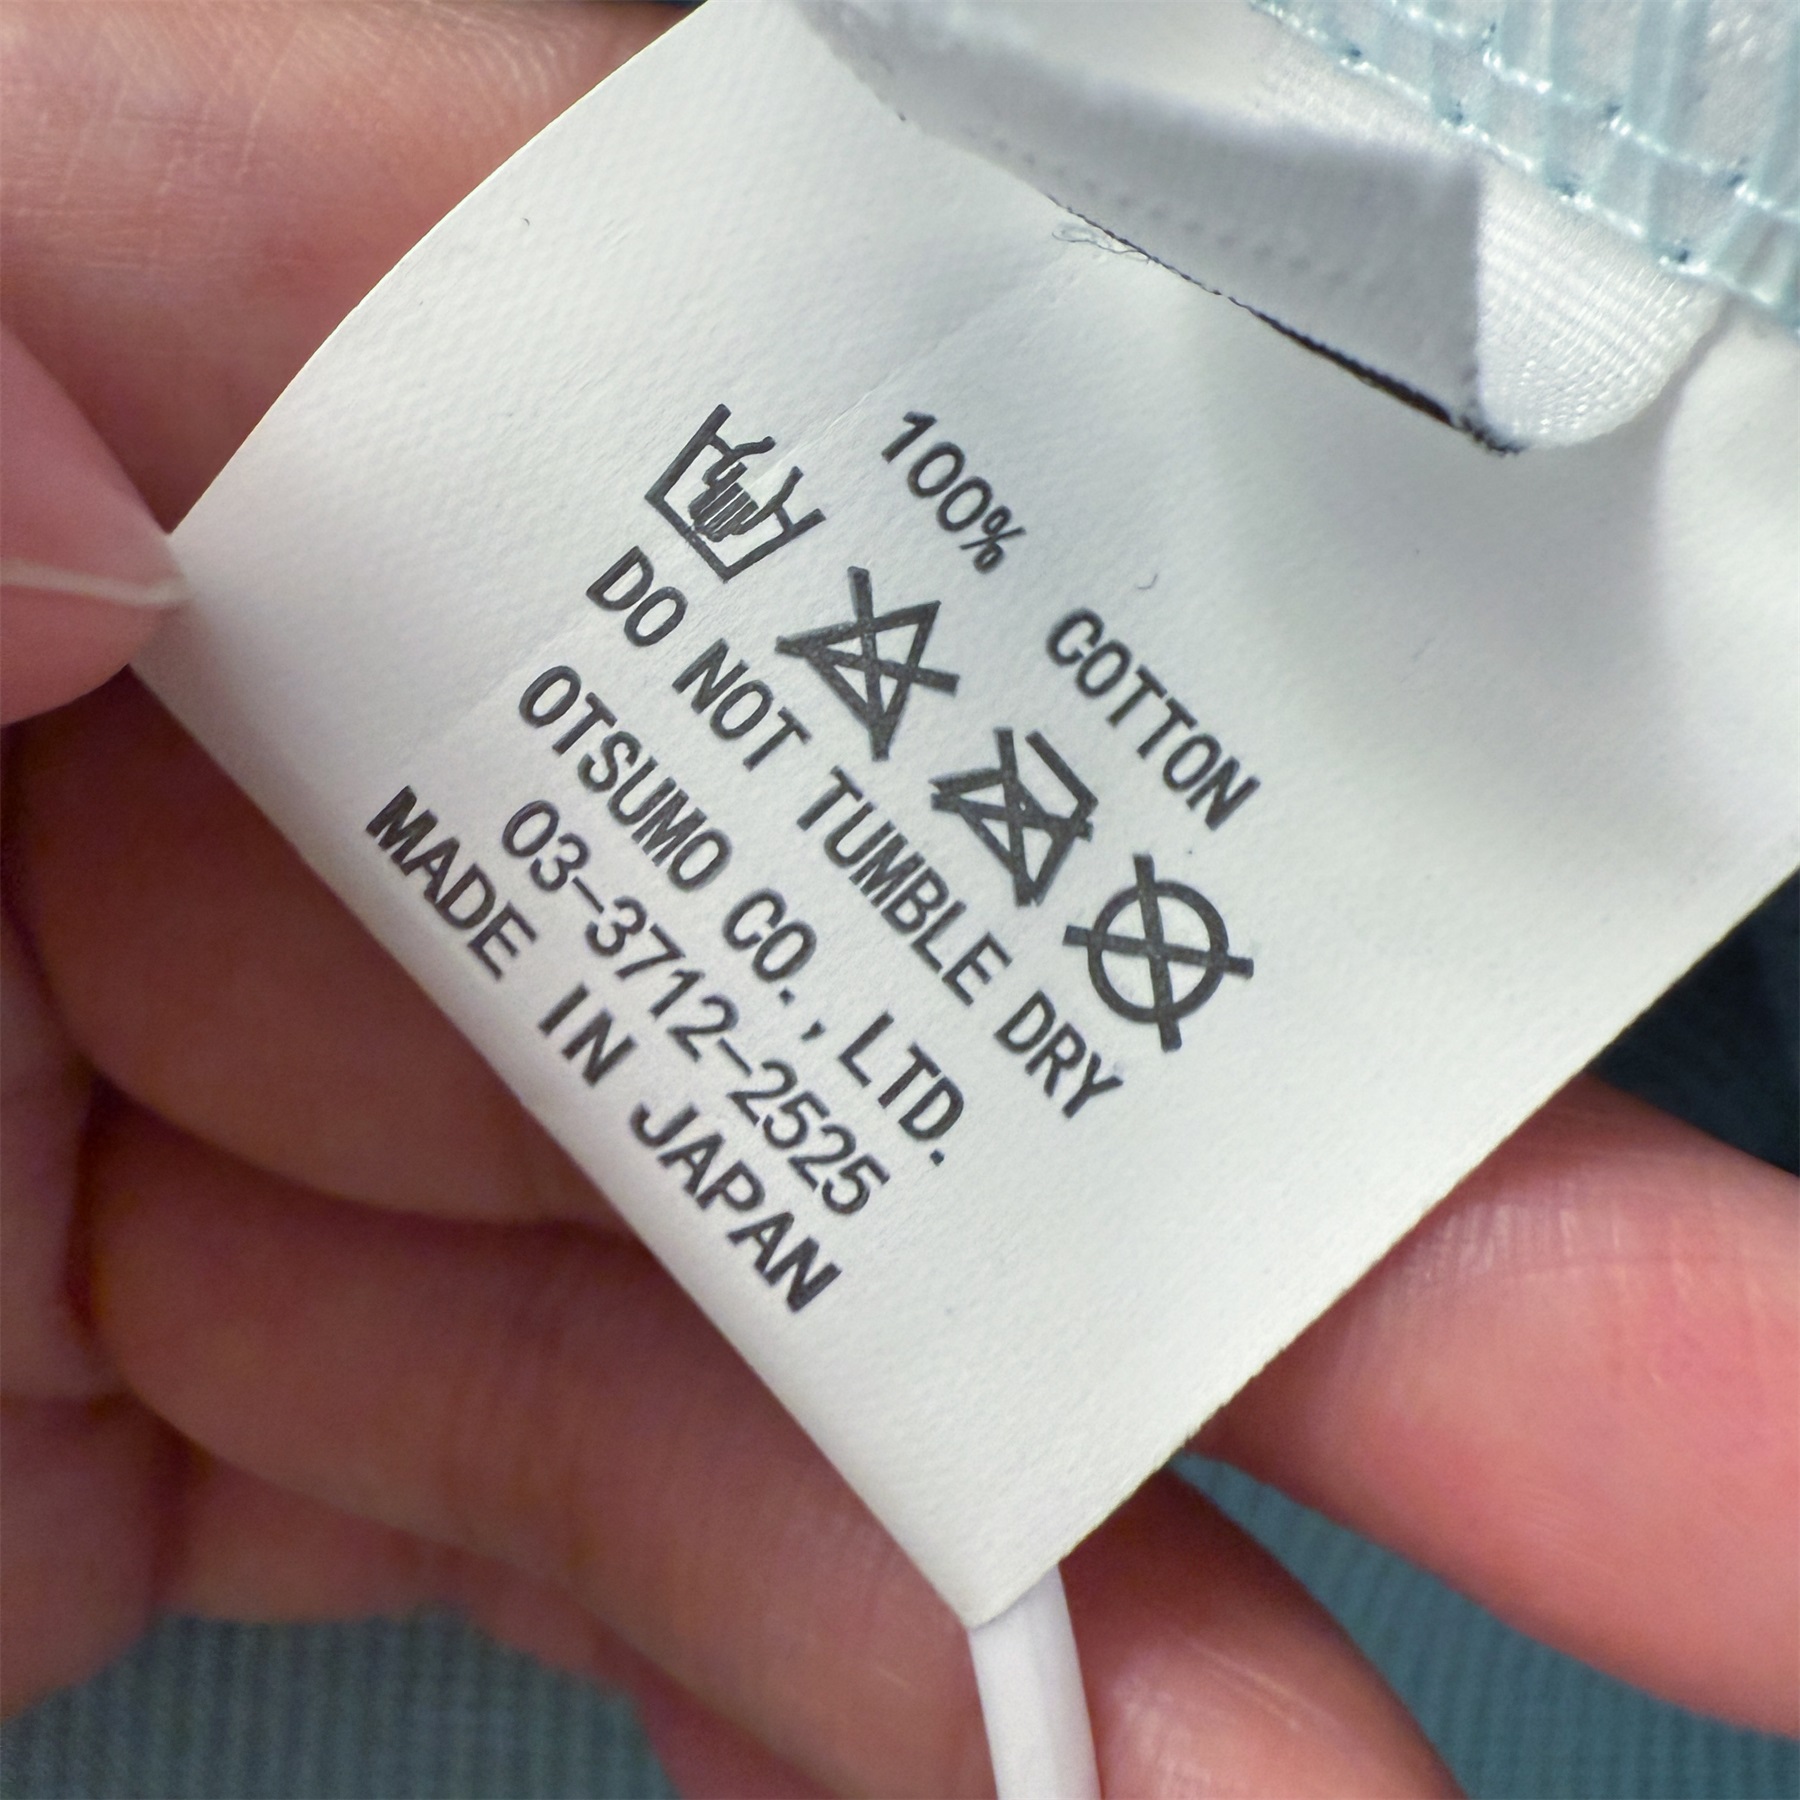 100% COTTON
DO NOT TUMBLE DRY
OTSUMO CO., LTD.
03-3712-2525
MADE IN JAPAN